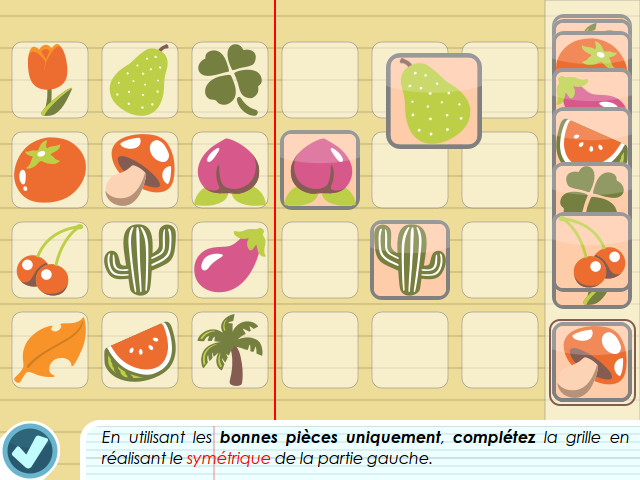 En utilisant les bonnes pièces uniquement, complétez la grille en
réalisant le symétrique de la partie gauche.